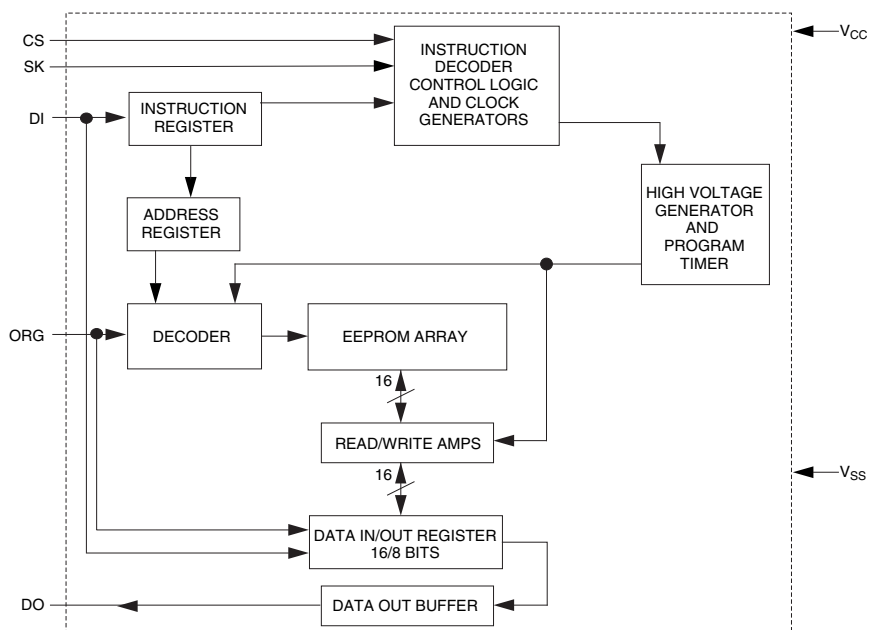 CS
SK
DI
ORG
DO
INSTRUCTION
DECODER
CONTROL LOGIC
AND CLOCK
GENERATORS
V_CC
INSTRUCTION
REGISTER
HIGH VOLTAGE
GENERATOR
AND
PROGRAM
TIMER
ADDRESS
REGISTER
DECODER
EEPROM ARRAY
16
READ/WRITE AMPS
16
V_SS
DATA IN/OUT REGISTER
16/8 BITS
DATA OUT BUFFER